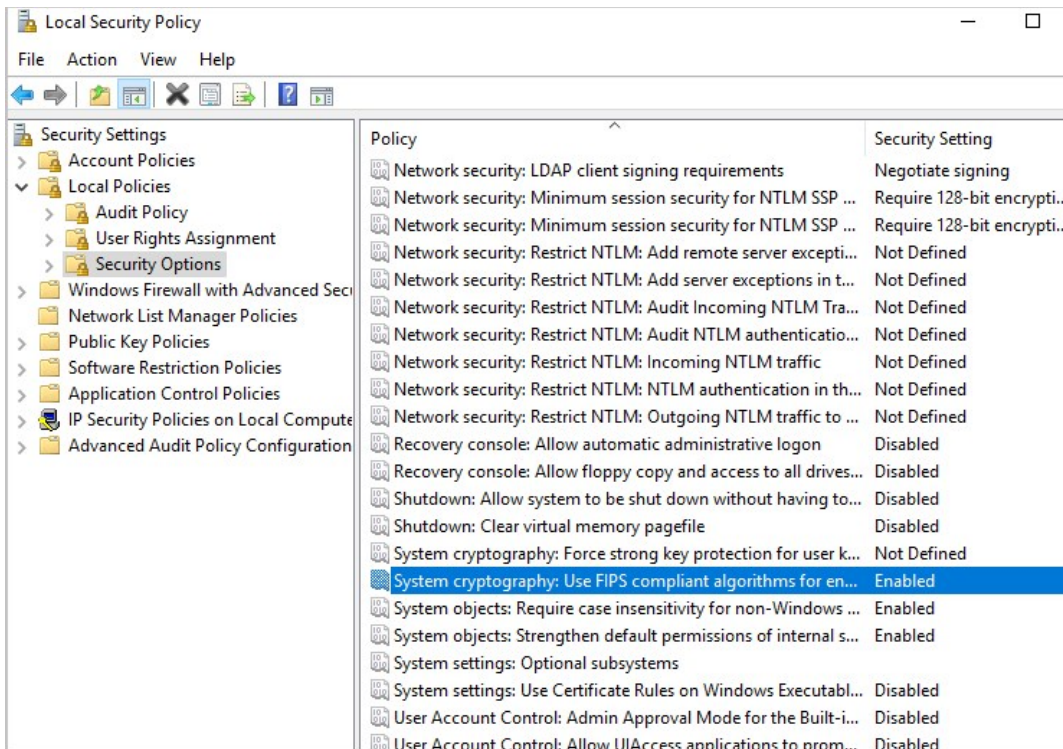 Local Security Policy
File Action View Help
Security Settings
Account Policies
Local Policies
Audit Policy
User Rights Assignment
Security Options
Windows Firewall with Advanced Secu
Network List Manager Policies
Public Key Policies
Software Restriction Policies
Application Control Policies
IP Security Policies on Local Compute
Advanced Audit Policy Configuration
Policy Security Setting
Network security: LDAP client signing requirements Negotiate signing
Network security: Minimum session security for NTLM SSP ... Require 128-bit encrypti...
Network security: Minimum session security for NTLM SSP ... Require 128-bit encrypti...
Network security: Restrict NTLM: Add remote server excepti... Not Defined
Network security: Restrict NTLM: Add server exceptions in t... Not Defined
Network security: Restrict NTLM: Audit Incoming NTLM Tra... Not Defined
Network security: Restrict NTLM: Audit NTLM authenticatio... Not Defined
Network security: Restrict NTLM: Incoming NTLM traffic Not Defined
Network security: Restrict NTLM: NTLM authentication in th... Not Defined
Network security: Restrict NTLM: Outgoing NTLM traffic to ... Not Defined
Recovery console: Allow automatic administrative logon Disabled
Recovery console: Allow floppy copy and access to all drives... Disabled
Shutdown: Allow system to be shut down without having to... Disabled
Shutdown: Clear virtual memory pagefile Disabled
System cryptography: Force strong key protection for user k... Not Defined
System cryptography: Use FIPS compliant algorithms for en... Enabled
System objects: Require case insensitivity for non-Windows ... Enabled
System objects: Strengthen default permissions of internal s... Enabled
System settings: Optional subsystems
System settings: Use Certificate Rules on Windows Executabl... Disabled
User Account Control: Admin Approval Mode for the Built-i... Disabled
User Account Control: Allow UIAccess applications to prom... Disabled